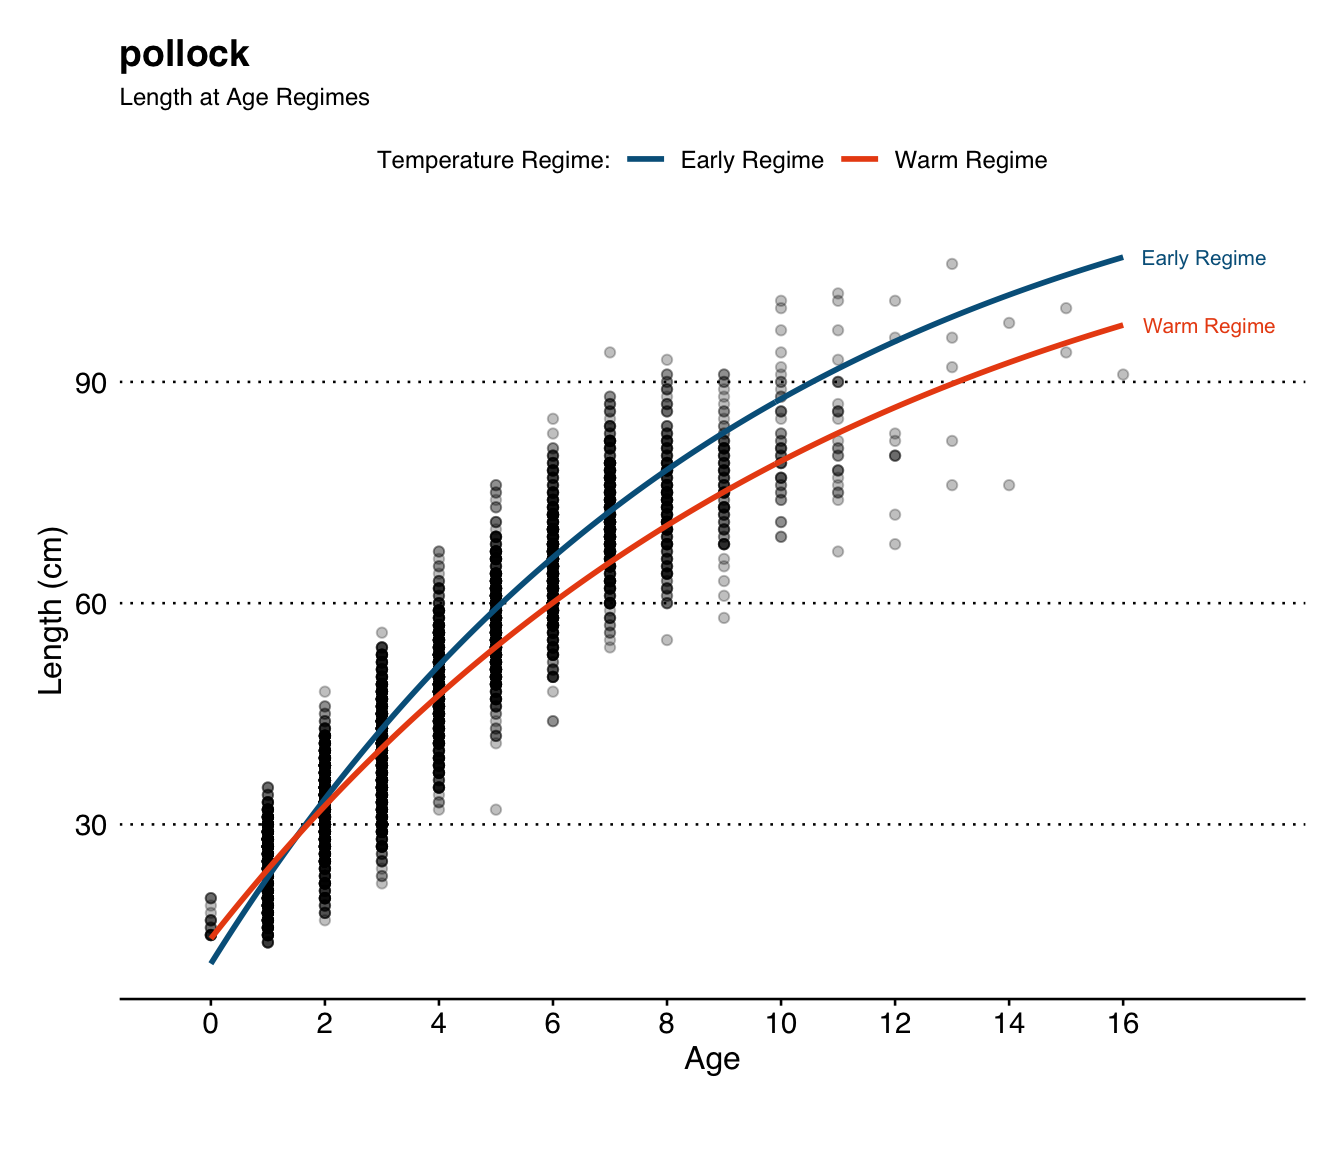 pollock
Length at Age Regimes
Temperature Regime: Early Regime Warm Regime
Early Regime
Warm Regime
90
60
30
Length (cm)
0 2 4 6 8 10 12 14 16
Age